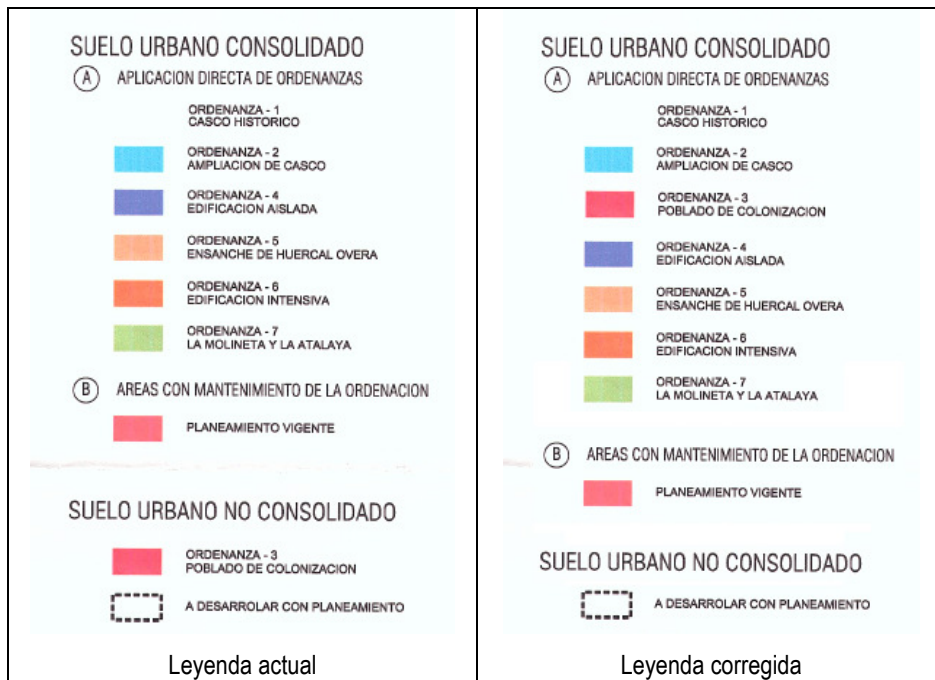 SUELO URBANO CONSOLIDADO
A APLICACION DIRECTA DE ORDENANZAS
ORDENANZA - 1
CASCO HISTORICO
ORDENANZA - 2
AMPLIACION DE CASCO
ORDENANZA - 4
EDIFICACION AISLADA
ORDENANZA - 5
ENSANCHE DE HUERCAL OVERA
ORDENANZA - 6
EDIFICACION INTENSIVA
ORDENANZA - 7
LA MOLINETA Y LA ATALAYA
B AREAS CON MANTENIMIENTO DE LA ORDENACION
PLANEAMIENTO VIGENTE
SUELO URBANO NO CONSOLIDADO
ORDENANZA - 3
POBLADO DE COLONIZACION
A DESARROLAR CON PLANEAMIENTO
Leyenda actual
SUELO URBANO CONSOLIDADO
A APLICACION DIRECTA DE ORDENANZAS
ORDENANZA - 1
CASCO HISTORICO
ORDENANZA - 2
AMPLIACION DE CASCO
ORDENANZA - 3
POBLADO DE COLONIZACION
ORDENANZA - 4
EDIFICACION AISLADA
ORDENANZA - 5
ENSANCHE DE HUERCAL OVERA
ORDENANZA - 6
EDIFICACION INTENSIVA
ORDENANZA - 7
LA MOLINETA Y LA ATALAYA
B AREAS CON MANTENIMIENTO DE LA ORDENACION
PLANEAMIENTO VIGENTE
SUELO URBANO NO CONSOLIDADO
A DESARROLAR CON PLANEAMIENTO
Leyenda corregida